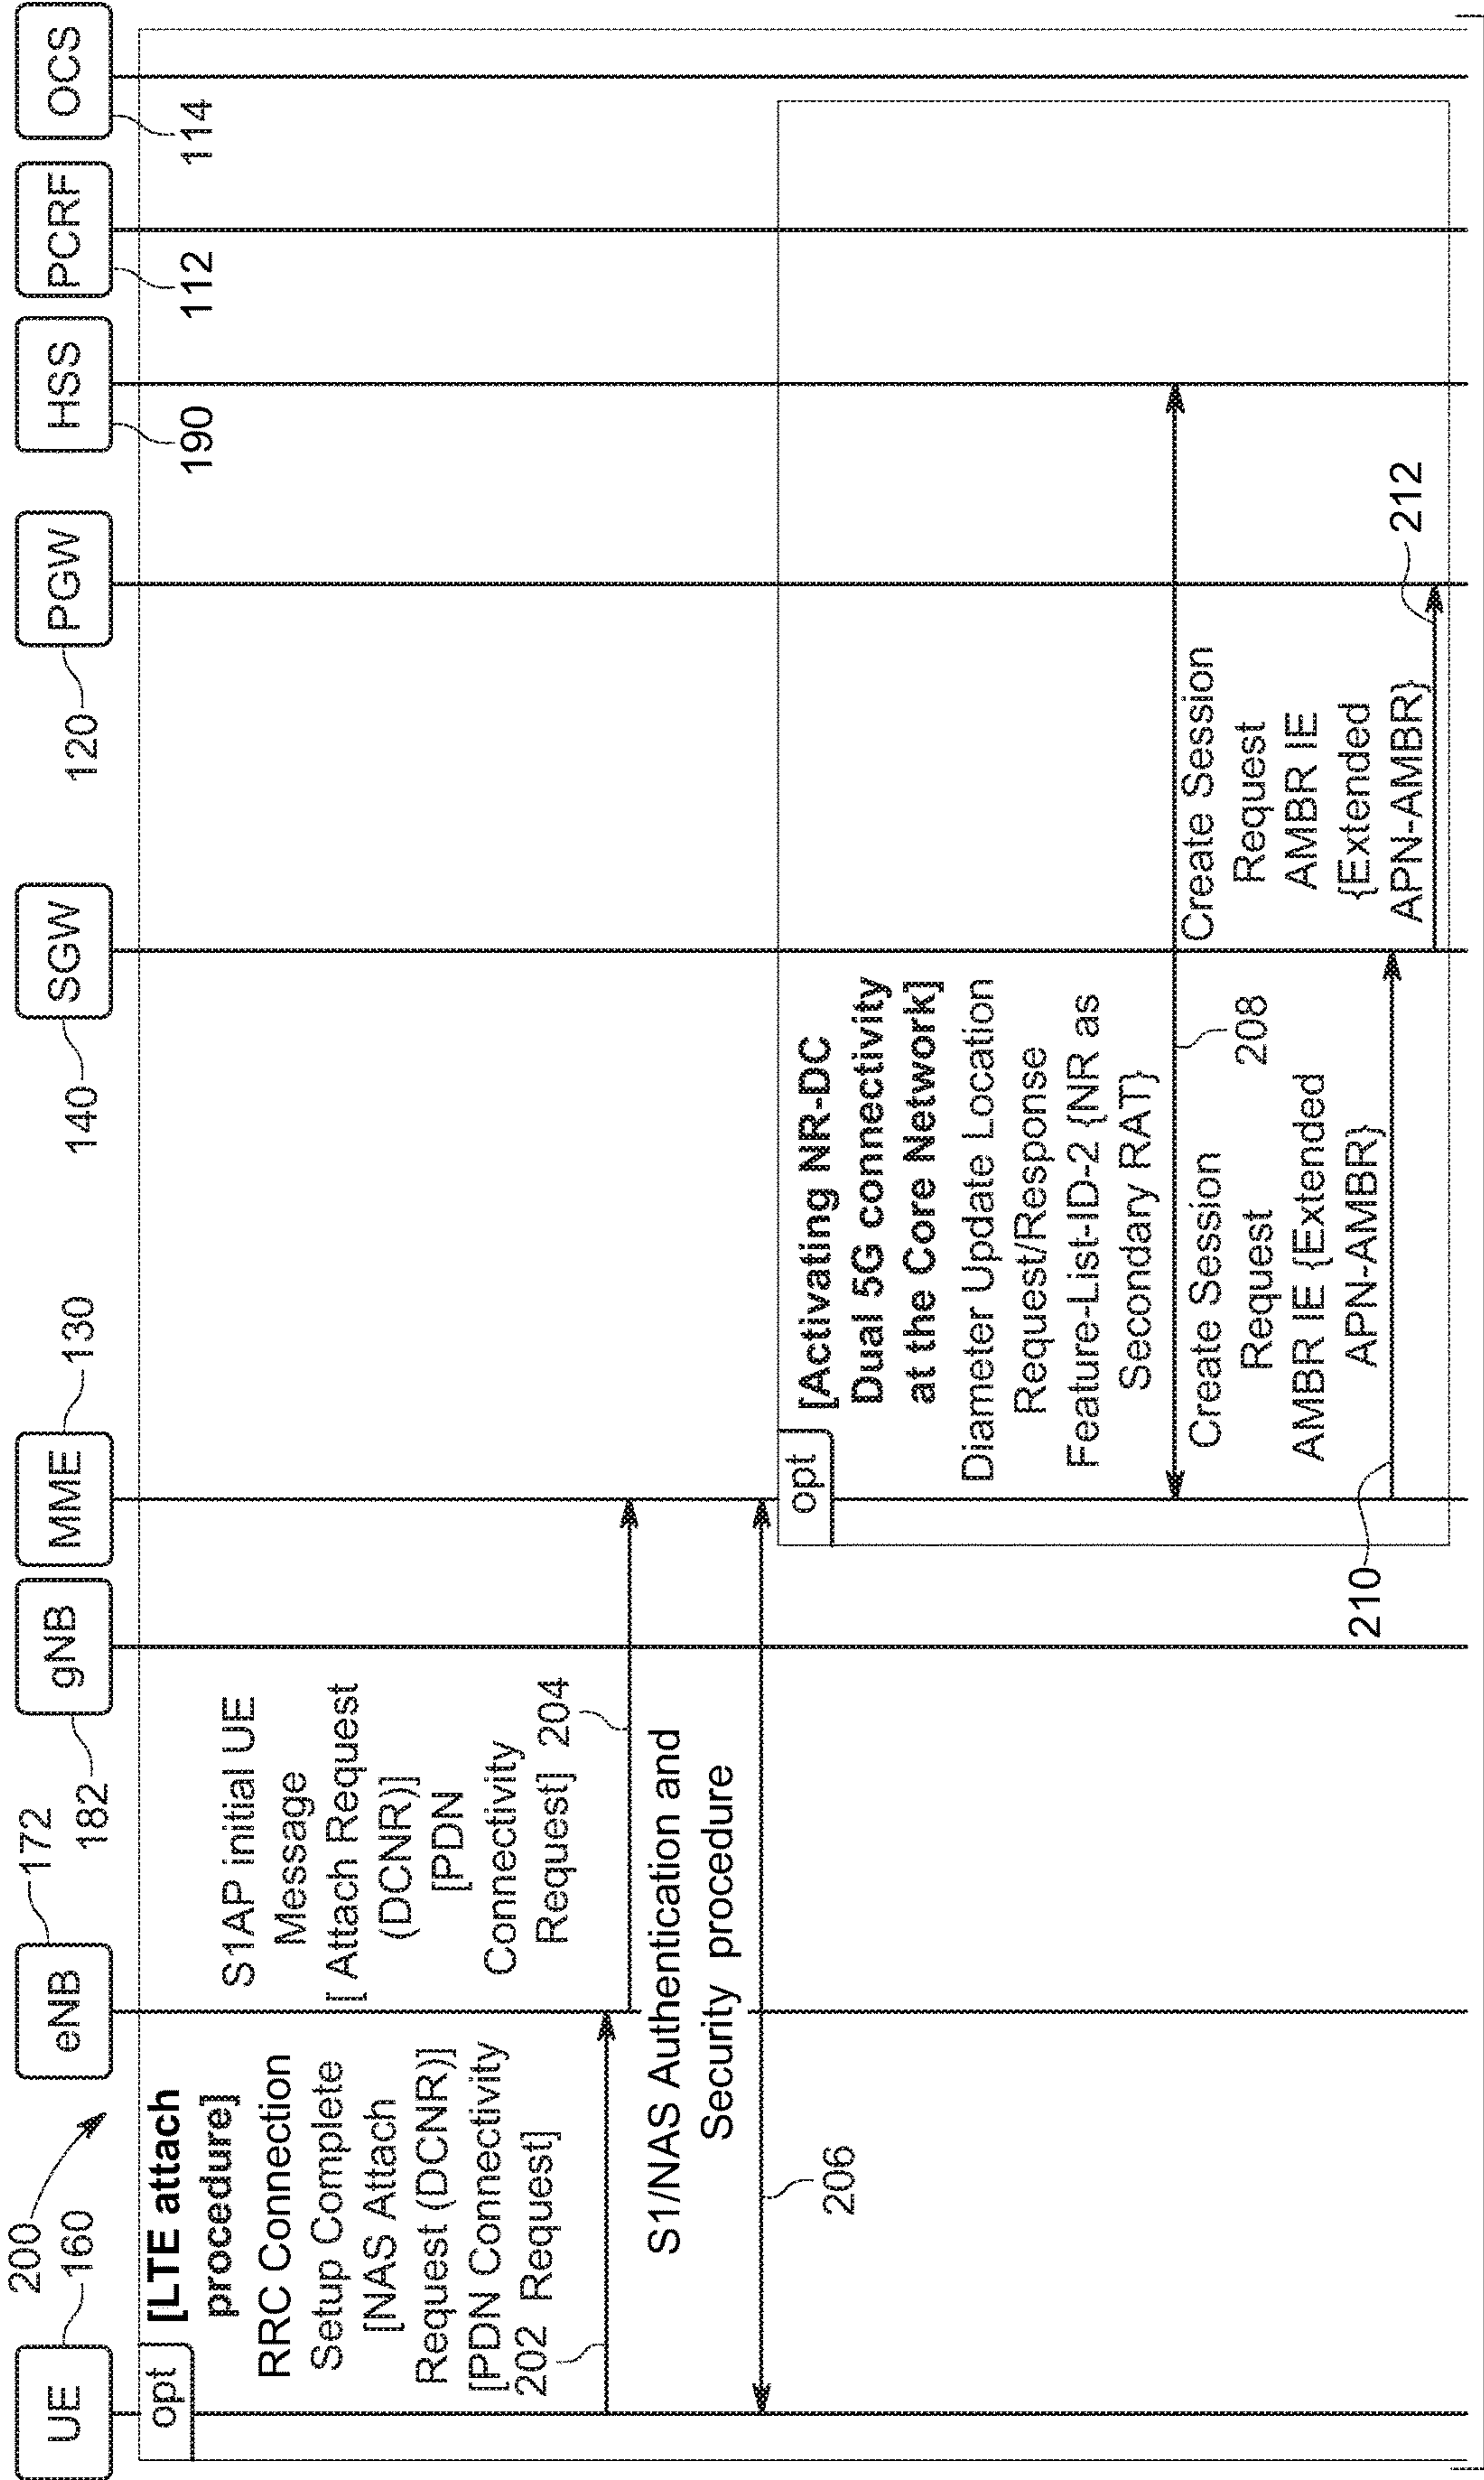 200
UE
160
eNB
172
gNB
182
MME
130
SGW
140
PGW
120
HSS
190
PCRF
112
OCS
114
opt
[LTE attach
procedure]
RRC Connection
Setup Complete
[NAS Attach
Request (DCNR)]
[PDN Connectivity
202 Request]
S1AP initial UE
Message
[ Attach Request
(DCNR)]
[PDN
Connectivity
Request] 204
S1/NAS Authentication and
Security procedure
206
opt
[Activating NR-DC
Dual 5G connectivity
at the Core Network]
Diameter Update Location
Request/Response
Feature-List-ID-2 {NR as
Secondary RAT}
208
Create Session
Request
AMBR IE {Extended
APN-AMBR}
210
Create Session
Request
AMBR IE
{Extended
APN-AMBR}
212